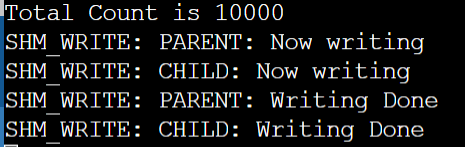 Total Count is 10000
SHM_WRITE: PARENT: Now writing
SHM_WRITE: CHILD: Now writing
SHM_WRITE: PARENT: Writing Done
SHM_WRITE: CHILD: Writing Done